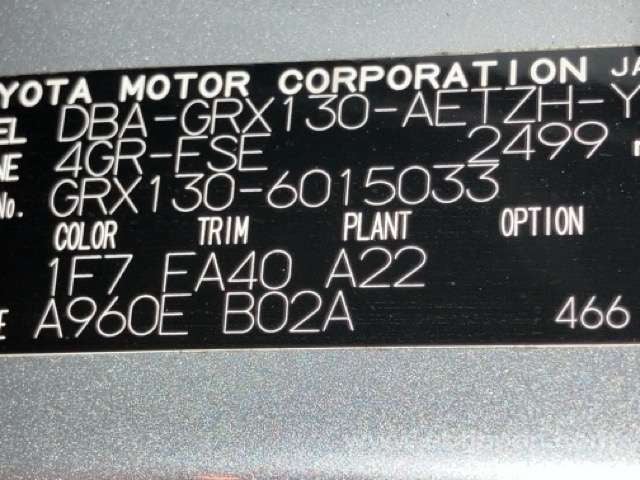 YOTA MOTOR CORPORATION JA
EL DBA-GRX130-AETZH-Y
NE 4GR-FSE 2499
No. GRX130-6015033
COLOR TRIM PLANT OPTION
1F7 FA40 A22
E A960E B02A 466